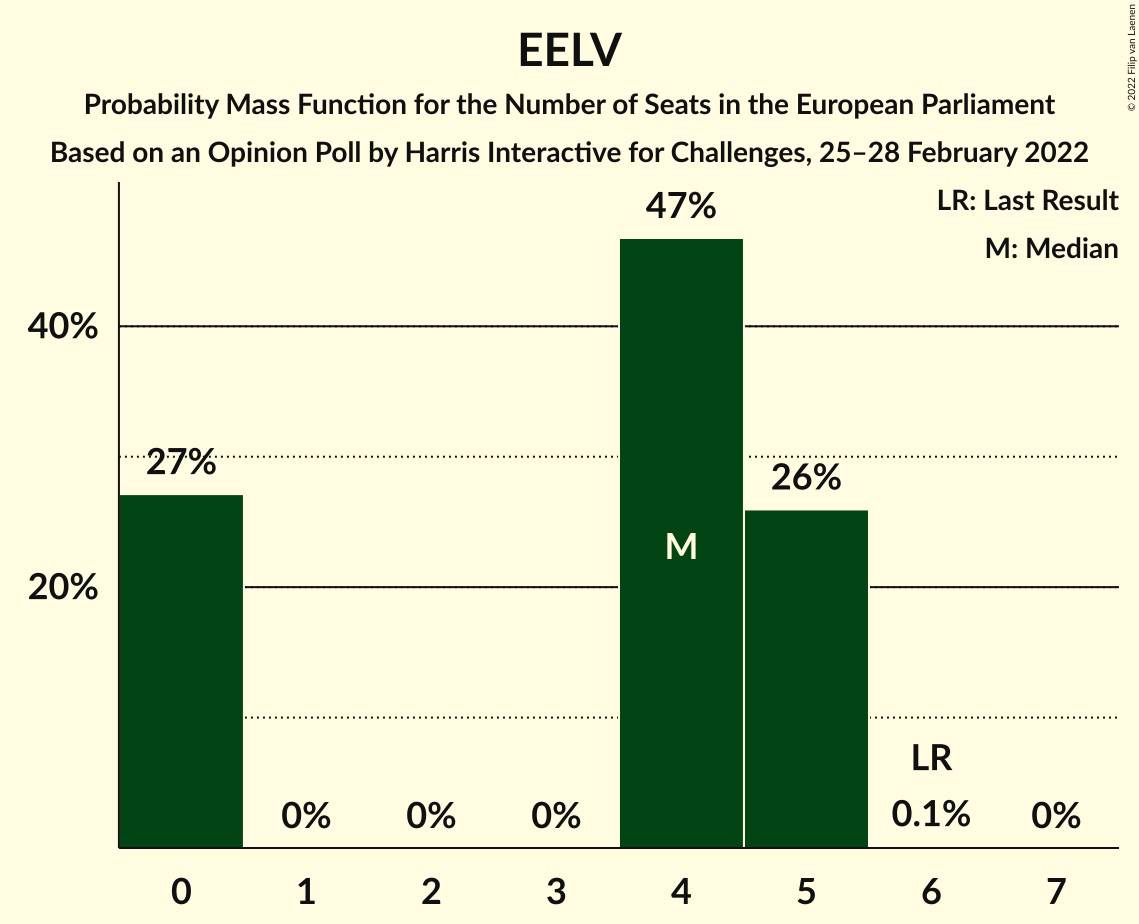 EELV
Probability Mass Function for the Number of Seats in the European Parliament
Based on an Opinion Poll by Harris Interactive for Challenges, 25–28 February 2022
© 2022 Filip van Laenen
LR: Last Result
M: Median
47%
40%
27%
26%
M
20%
LR
0%
0%
0%
0.1%
0%
0
1
2
3
4
5
6
7